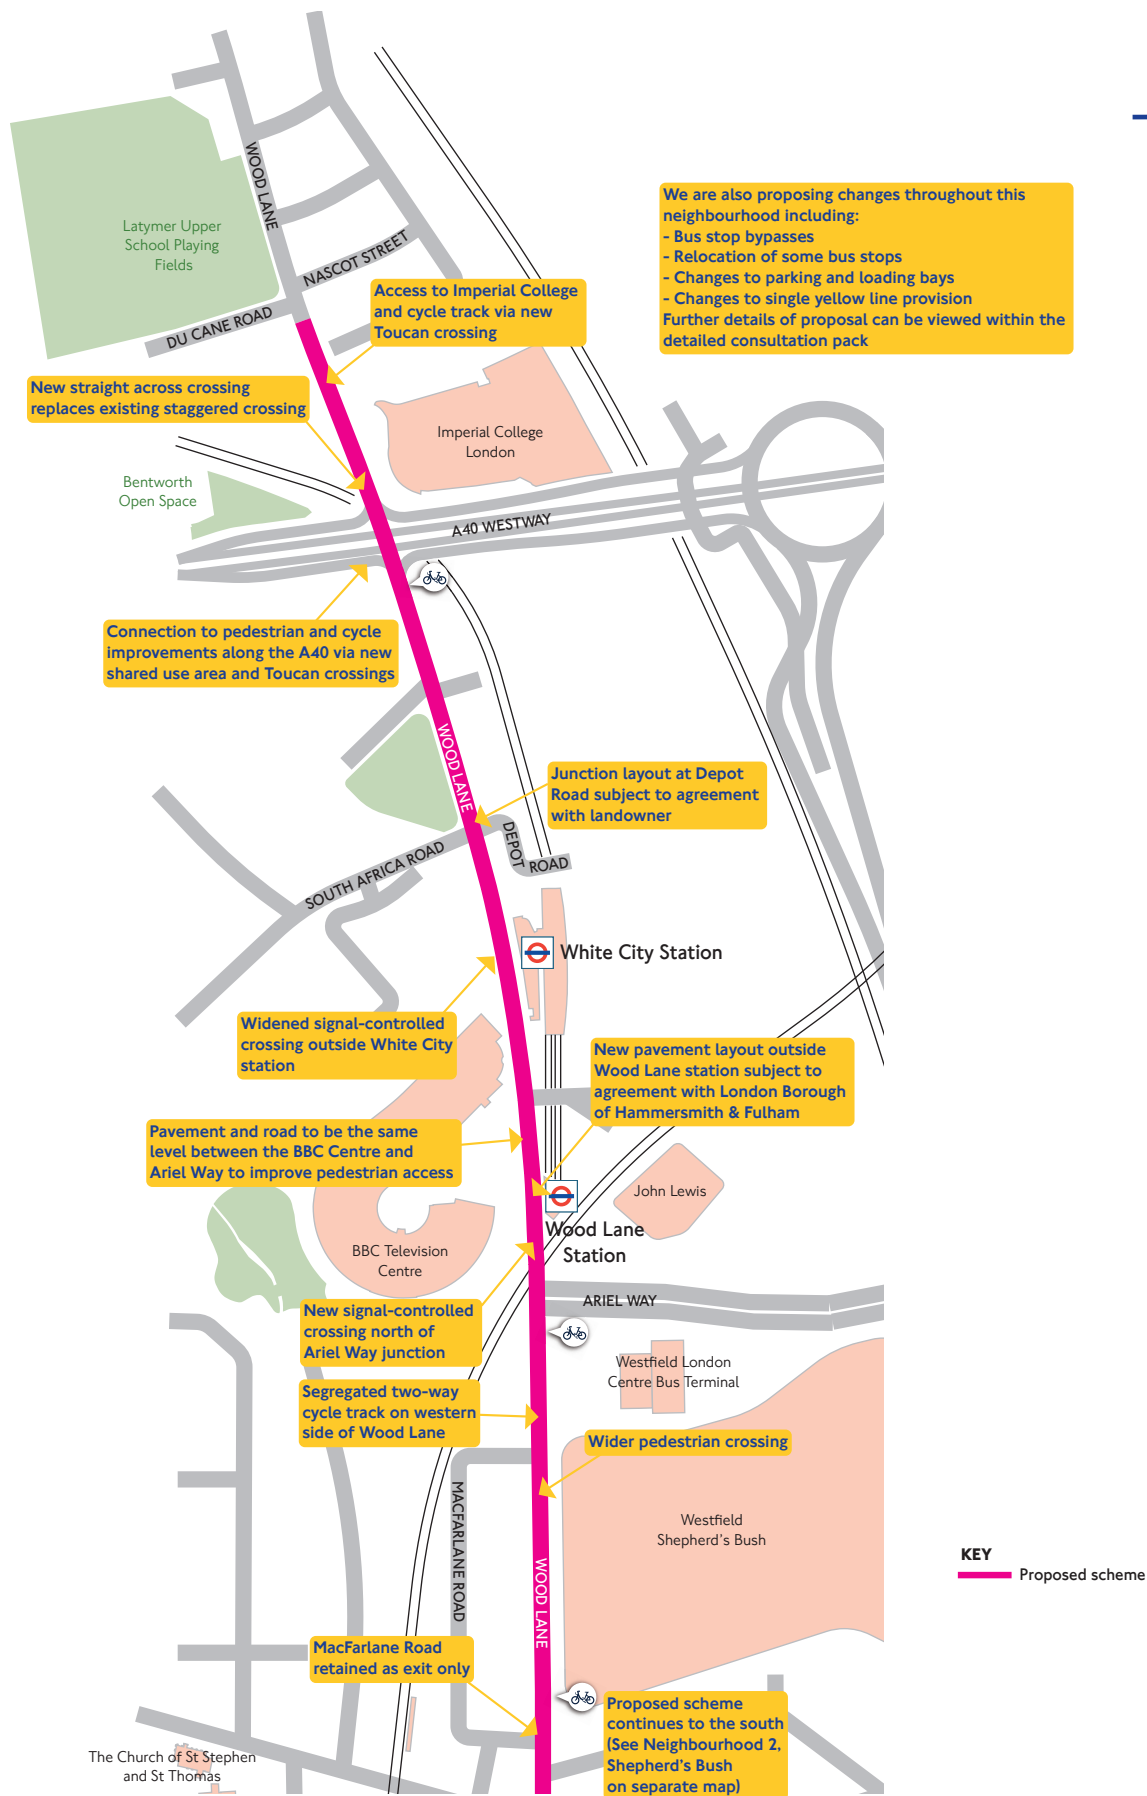 WOOD LANE
Latymer Upper
School Playing
Fields
NASCOT STREET
DU CANE ROAD
We are also proposing changes throughout this
neighbourhood including:
- Bus stop bypasses
- Relocation of some bus stops
- Changes to parking and loading bays
- Changes to single yellow line provision
Further details of proposal can be viewed within the
detailed consultation pack
Access to Imperial College
and cycle track via new
Toucan crossing
New straight across crossing
replaces existing staggered crossing
Imperial College
London
Bentworth
Open Space
A40 WESTWAY
Connection to pedestrian and cycle
improvements along the A40 via new
shared use area and Toucan crossings
WOOD LANE
Junction layout at Depot
Road subject to agreement
with landowner
DEPOT
ROAD
SOUTH AFRICA ROAD
White City Station
Widened signal-controlled
crossing outside White City
station
New pavement layout outside
Wood Lane station subject to
agreement with London Borough
of Hammersmith & Fulham
Pavement and road to be the same
level between the BBC Centre and
Ariel Way to improve pedestrian access
John Lewis
Wood Lane
Station
BBC Television
Centre
ARIEL WAY
New signal-controlled
crossing north of
Ariel Way junction
Westfield London
Centre Bus Terminal
Segregated two-way
cycle track on western
side of Wood Lane
Wider pedestrian crossing
MACFARLANE ROAD
Westfield
Shepherd's Bush
WOOD LANE
KEY
Proposed scheme
MacFarlane Road
retained as exit only
Proposed scheme
continues to the south
(See Neighbourhood 2,
Shepherd's Bush
on separate map)
The Church of St Stephen
and St Thomas